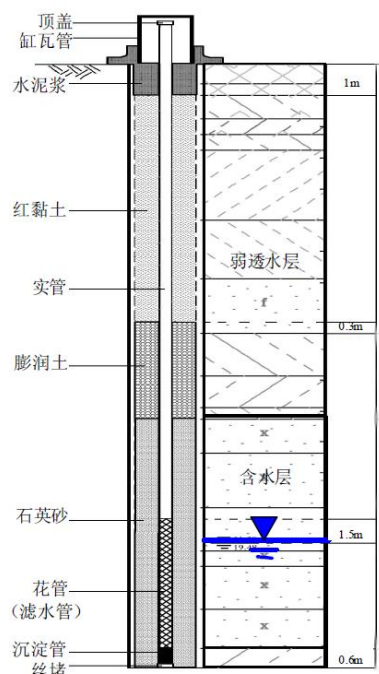 顶盖
缸瓦管
水泥浆
1m
红黏土
弱透水层
实管
f
0.3m
膨润土
x
含水层
石英砂
1.5m
花管
(滤水管)
x
x
沉淀管
丝堵
0.6m